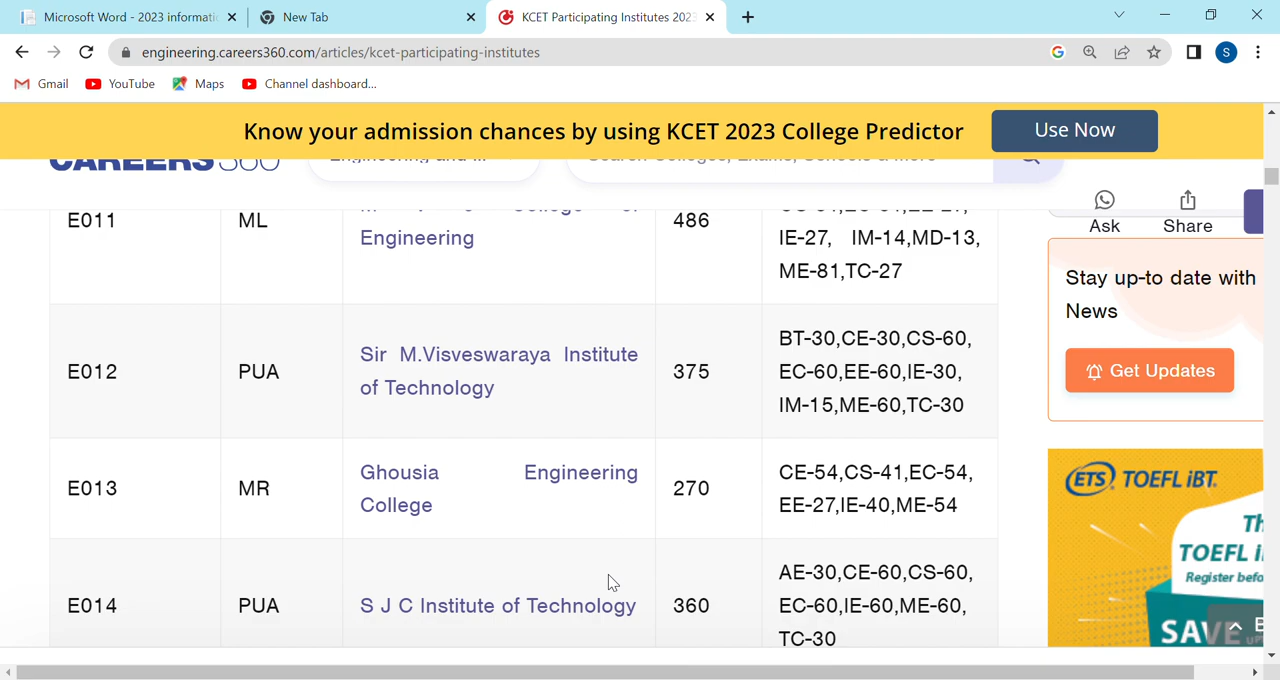 Microsoft Word - 2023 informati
New Tab
KCET Participating Institutes 2023
engineering.careers360.com/articles/kcet-participating-institutes
S
Gmail
YouTube
Maps
Channel dashboard...
Know your admission chances by using KCET 2023 College Predictor
Use Now
CAREERS360
Ask
Share
E011
ML
College
Engineering
486
IE-27, IM-14,MD-13,
ME-81,TC-27
E012
PUA
Sir M.Visveswaraya Institute
of Technology
375
BT-30,CE-30,CS-60,
EC-60,EE-60,IE-30,
IM-15,ME-60,TC-30
E013
MR
Ghousia Engineering
College
270
CE-54,CS-41,EC-54,
EE-27,IE-40,ME-54
E014
PUA
S J C Institute of Technology
360
AE-30,CE-60,CS-60,
EC-60,IE-60,ME-60,
TC-30
Stay up-to date with
News
Get Updates
ETS TOEFL iBT
TOEFL
Register
SAVE